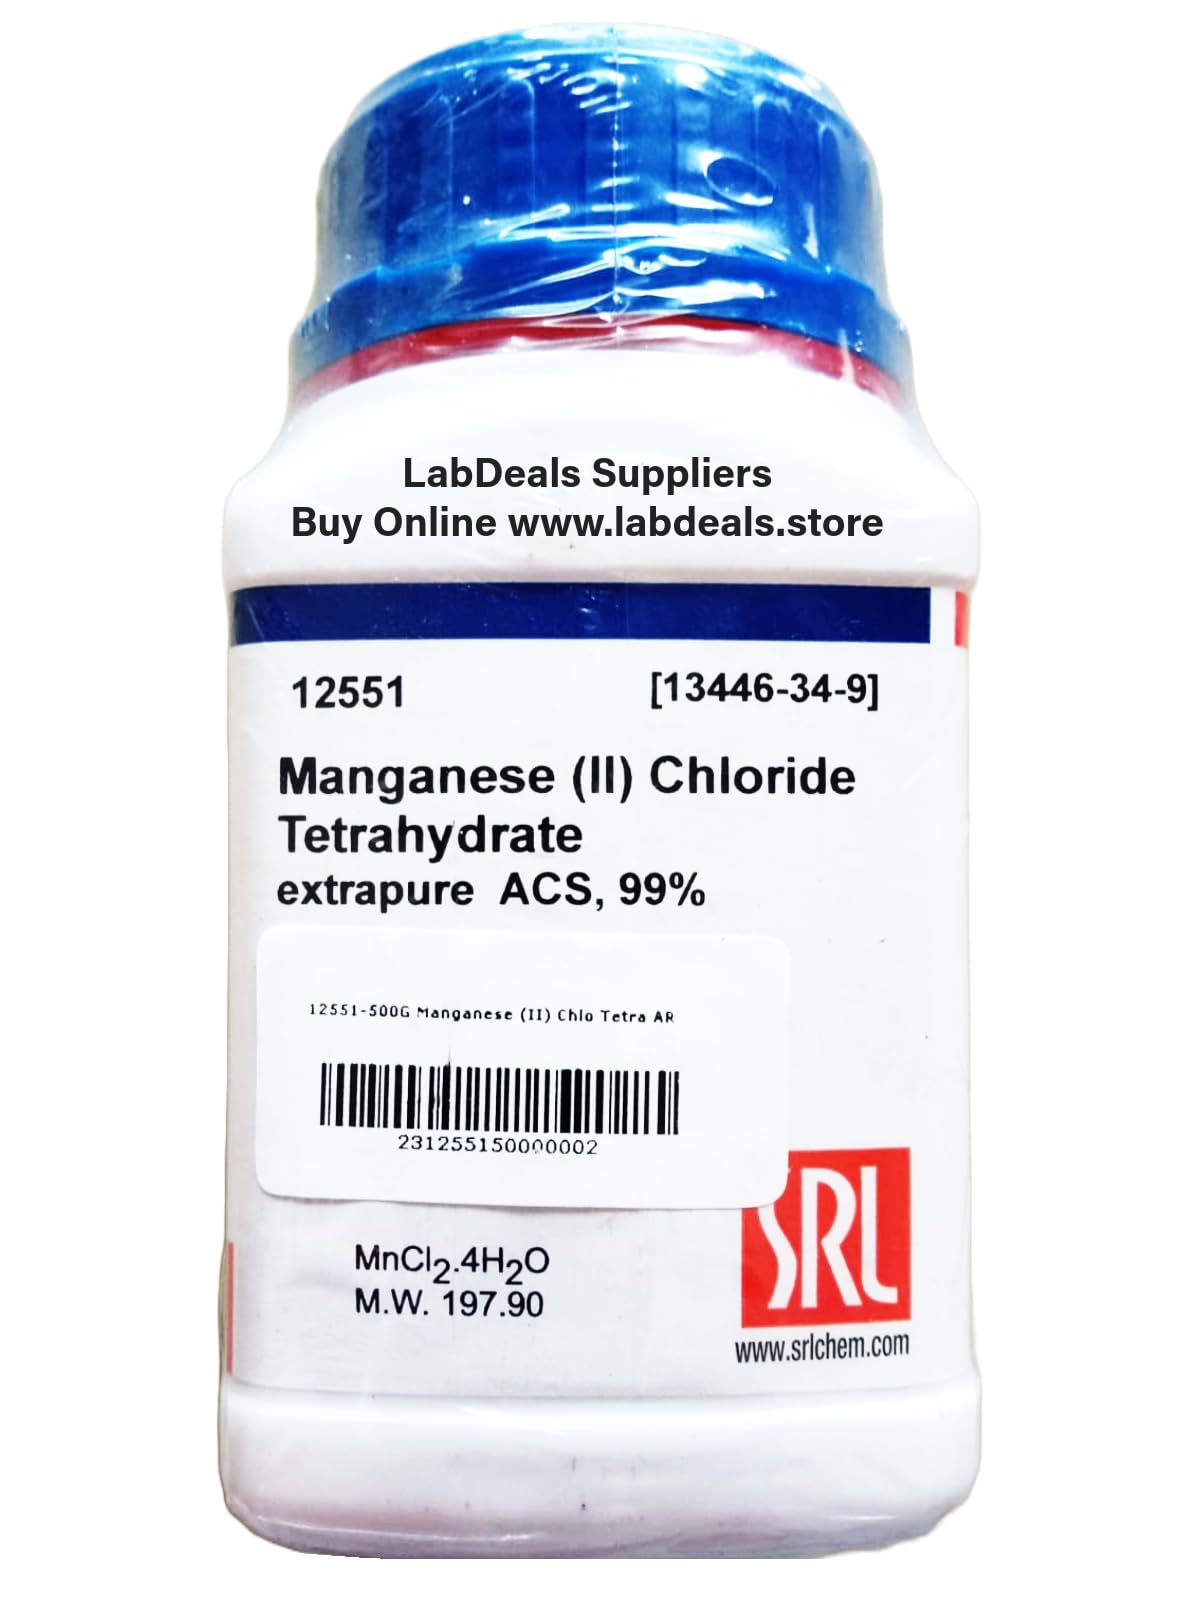 LabDeals Suppliers
Buy Online www.labdeals.store
12551 [13446-34-9]
Manganese (II) Chloride
Tetrahydrate
extrapure ACS, 99%
12551-500G Manganese (II) Chlo Tetra AR
231255150000002
MnCl₂.4H₂O
M.W. 197.90
SRL
www.srlchem.com